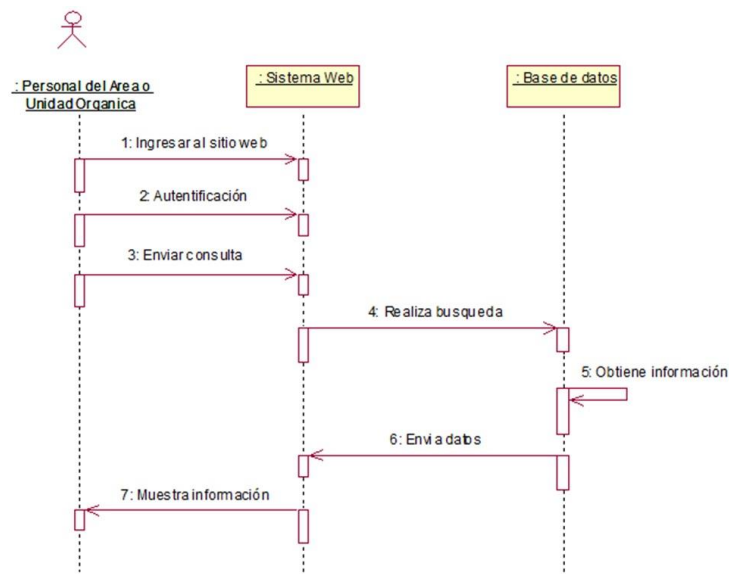 : Personal del Area o
Unidad Organica
: Sistema Web
: Base de datos
1: Ingresar al sitio web
2: Autentificación
3: Enviar consulta
4: Realiza busqueda
5: Obtiene información
6: Envia datos
7: Muestra información